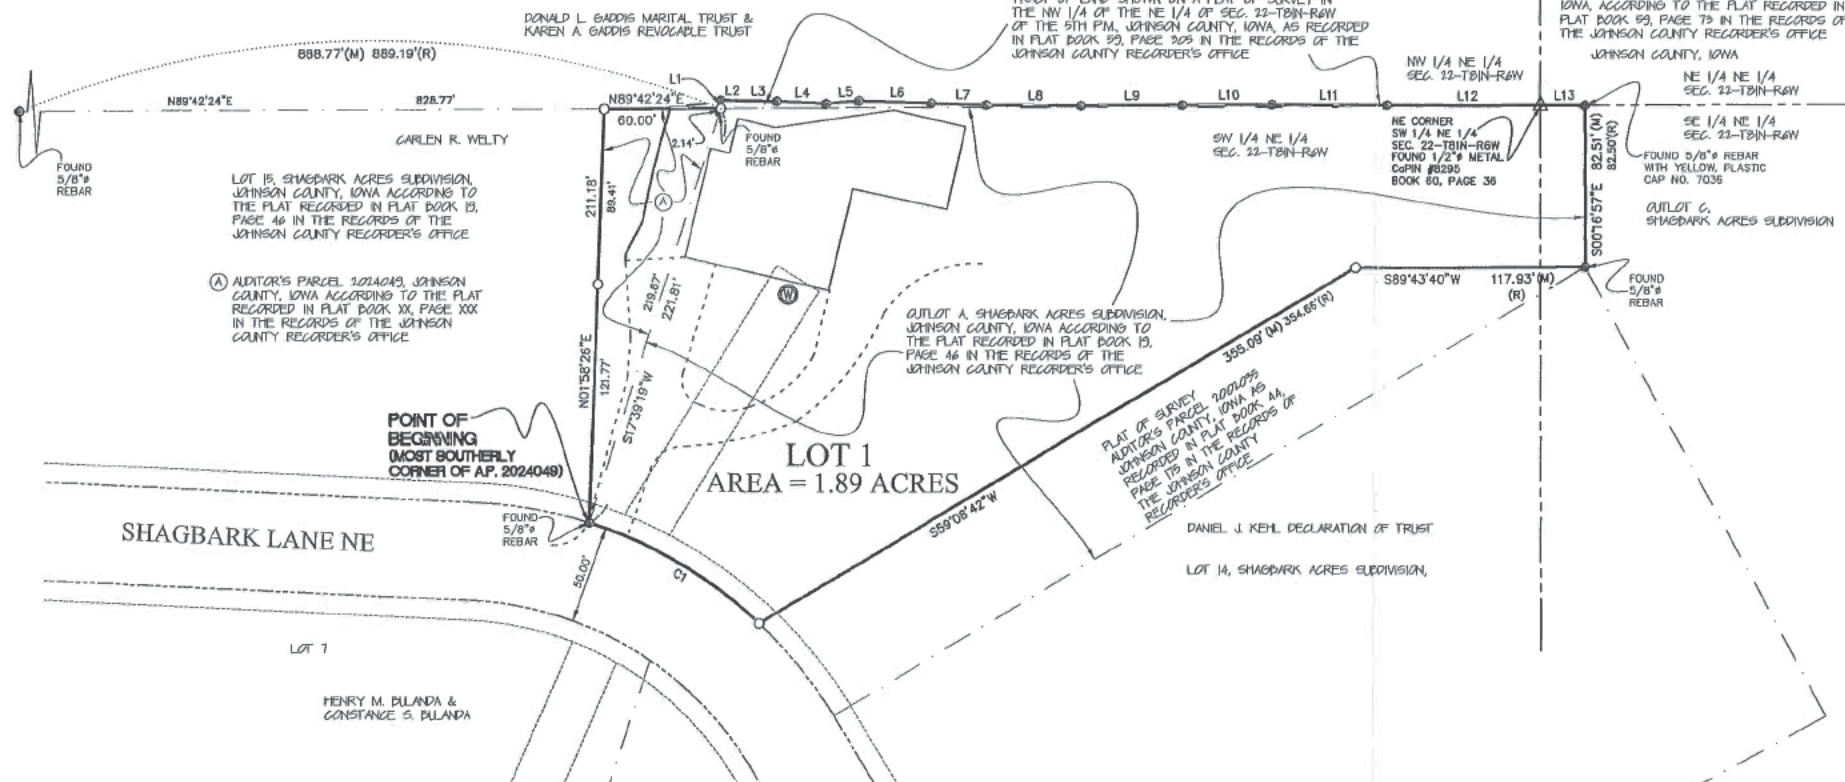 DONALD L. GADDIS MARITAL TRUST &
KAREN A. GADDIS REVOCABLE TRUST
THE NW 1/4 OF THE NE 1/4 OF SEC. 22-T81N-R6W
OF THE 5TH P.M., JOHNSON COUNTY, IOWA, AS RECORDED
IN PLAT BOOK 59, PAGE 305 IN THE RECORDS OF THE
JOHNSON COUNTY RECORDER'S OFFICE
IOWA, ACCORDING TO THE PLAT RECORDED IN
PLAT BOOK 59, PAGE 73 IN THE RECORDS OF
THE JOHNSON COUNTY RECORDER'S OFFICE
JOHNSON COUNTY, IOWA
888.77'(M) 889.19'(R)
N89°42'24"E
828.77'
N89°42'24"E
60.00'
2.14'
L1
L2
L3
L4
L5
L6
L7
L8
L9
L10
L11
L12
L13
NW 1/4 NE 1/4
SEC. 22-T81N-R6W
NE 1/4 NE 1/4
SEC. 22-T81N-R6W
SE 1/4 NE 1/4
SEC. 22-T81N-R6W
SW 1/4 NE 1/4
SEC. 22-T81N-R6W
NE CORNER
SW 1/4 NE 1/4
SEC. 22-T81N-R6W
FOUND 1/2"ø METAL
CaPIN #8295
BOOK 60, PAGE 36
82.51' (M)
82.50'(R)
S00°16'57"E
FOUND 5/8"ø REBAR
WITH YELLOW, PLASTIC
CAP NO. 7036
OUTLOT C,
SHAGBARK ACRES SUBDIVISION
FOUND
5/8"ø
REBAR
CARLEN R. WELTY
FOUND
5/8"ø
REBAR
LOT 15, SHAGBARK ACRES SUBDIVISION,
JOHNSON COUNTY, IOWA ACCORDING TO
THE PLAT RECORDED IN PLAT BOOK 19,
PAGE 46 IN THE RECORDS OF THE
JOHNSON COUNTY RECORDER'S OFFICE
A
211.18'
89.41'
A AUDITOR'S PARCEL 2024049, JOHNSON
COUNTY, IOWA ACCORDING TO THE PLAT
RECORDED IN PLAT BOOK XX, PAGE XXX
IN THE RECORDS OF THE JOHNSON
COUNTY RECORDER'S OFFICE
W
219.67'
221.81'
S17°39'19"W
N01°58'26"E
121.77'
S89°43'40"W
117.93'(M)
(R)
FOUND
5/8"ø
REBAR
OUTLOT A, SHAGBARK ACRES SUBDIVISION,
JOHNSON COUNTY, IOWA ACCORDING TO
THE PLAT RECORDED IN PLAT BOOK 19,
PAGE 46 IN THE RECORDS OF THE
JOHNSON COUNTY RECORDER'S OFFICE
355.09' (M) 354.66'(R)
S59°08'42"W
PLAT OF SURVEY
AUDITOR'S PARCEL 2002035
JOHNSON COUNTY, IOWA AS
RECORDED IN PLAT BOOK 44,
PAGE 175 IN THE RECORDS OF
THE JOHNSON COUNTY
RECORDER'S OFFICE
POINT OF
BEGINNING
(MOST SOUTHERLY
CORNER OF A.P. 2024049)
LOT 1
AREA = 1.89 ACRES
FOUND
5/8"ø
REBAR
SHAGBARK LANE NE
50.00'
C1
DANIEL J. KEHL DECLARATION OF TRUST
LOT 14, SHAGBARK ACRES SUBDIVISION,
LOT 7
HENRY M. BULANDA &
CONSTANCE S. BULANDA